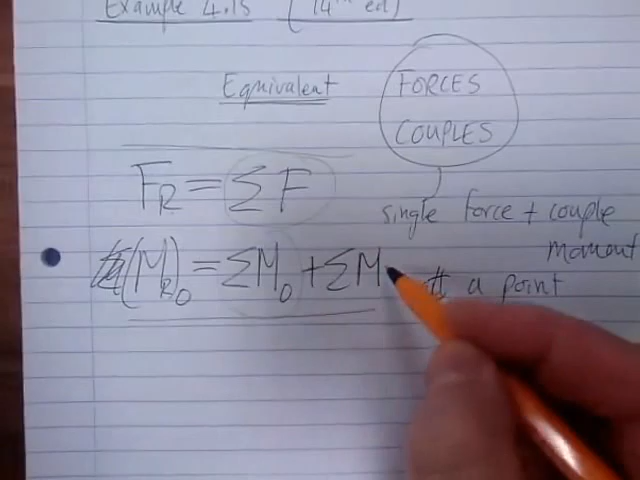 Example 4.15 (14th ed)
Equivalent FORCES
COUPLES
FR = ΣF
single force + couple
moment
(MR)O = ΣMO + ΣM
a point